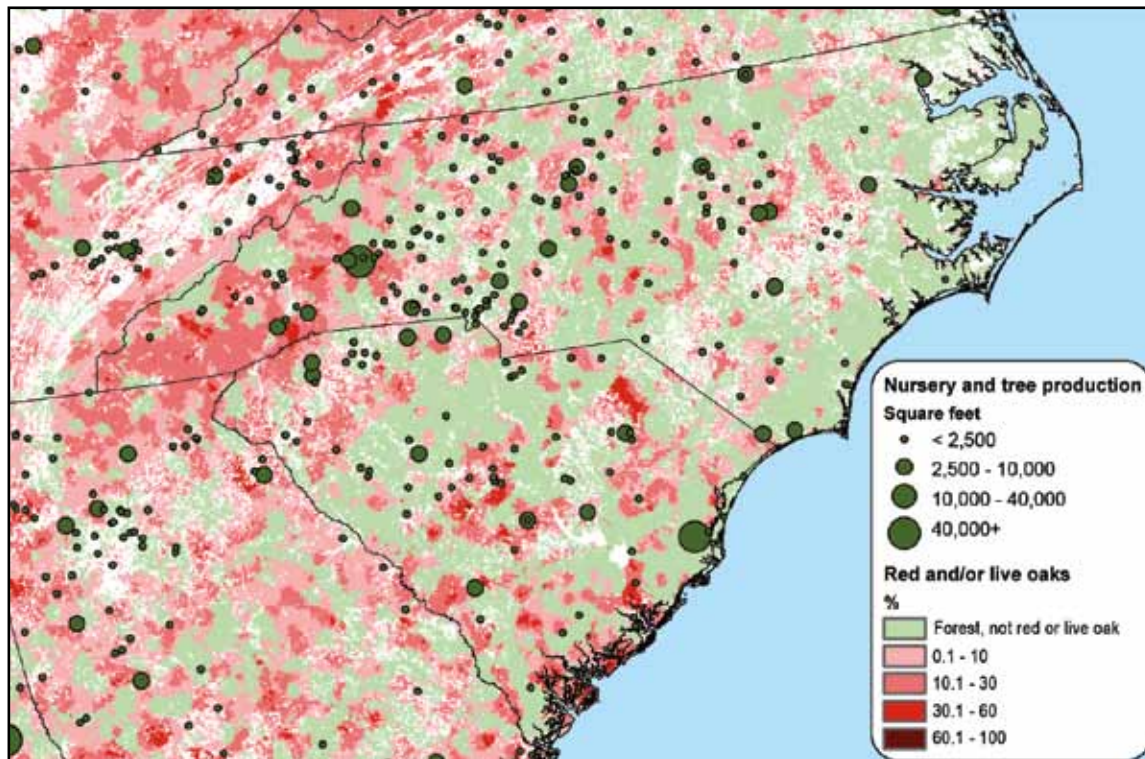 Nursery and tree production
Square feet
< 2,500
2,500 - 10,000
10,000 - 40,000
40,000+
Red and/or live oaks
%
Forest, not red or live oak
0.1 - 10
10.1 - 30
30.1 - 60
60.1 - 100